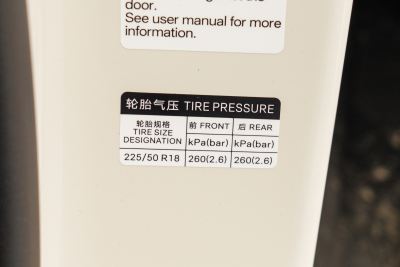 door.
See user manual for more
information.
轮胎气压 TIRE PRESSURE
轮胎规格 前 FRONT 后 REAR
TIRE SIZE
DESIGNATION kPa(bar) kPa(bar)
225/50 R18 260(2.6) 260(2.6)